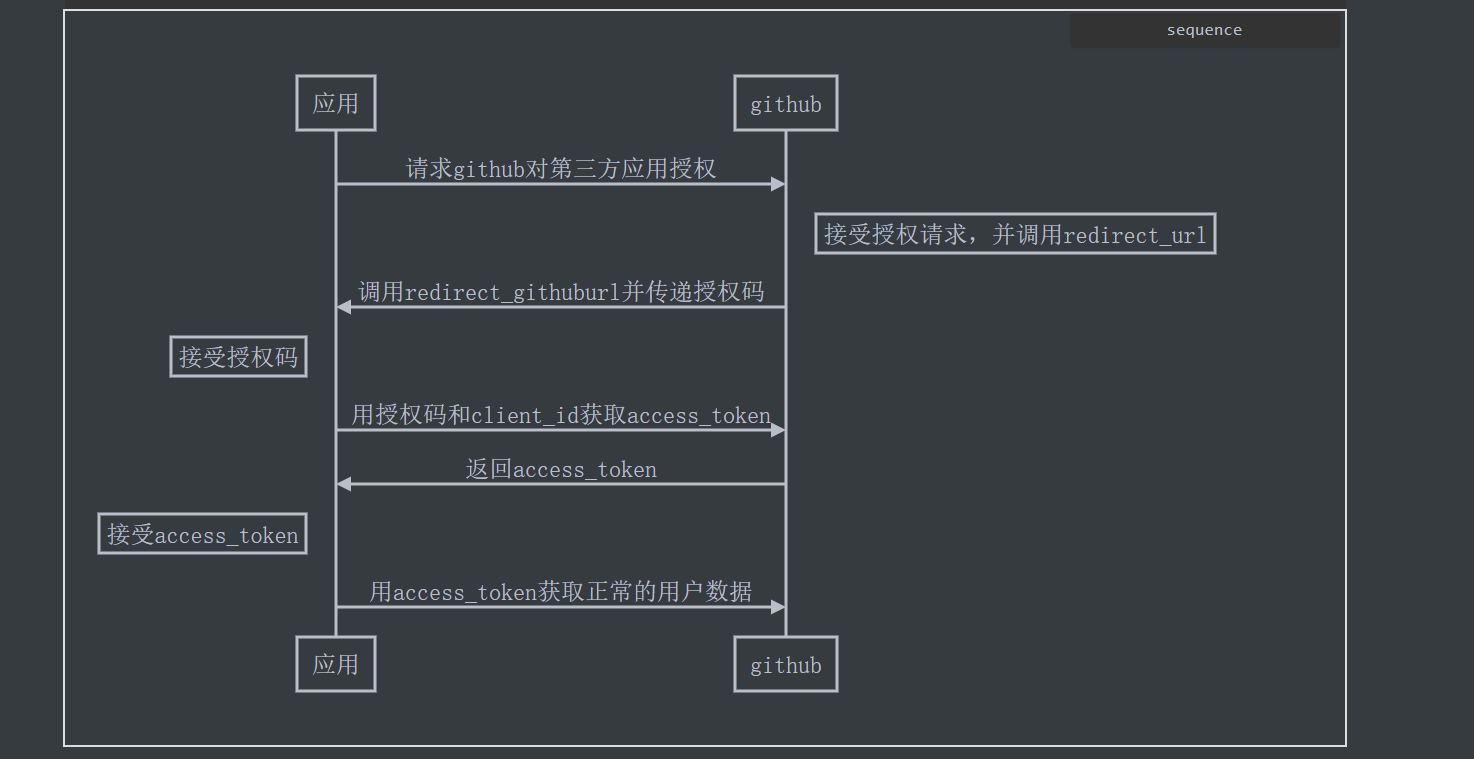 sequence
应用
github
请求github对第三方应用授权
接受授权请求，并调用redirect_url
调用redirect_githuburl并传递授权码
接受授权码
用授权码和client_id获取access_token
返回access_token
接受access_token
用access_token获取正常的用户数据
应用
github